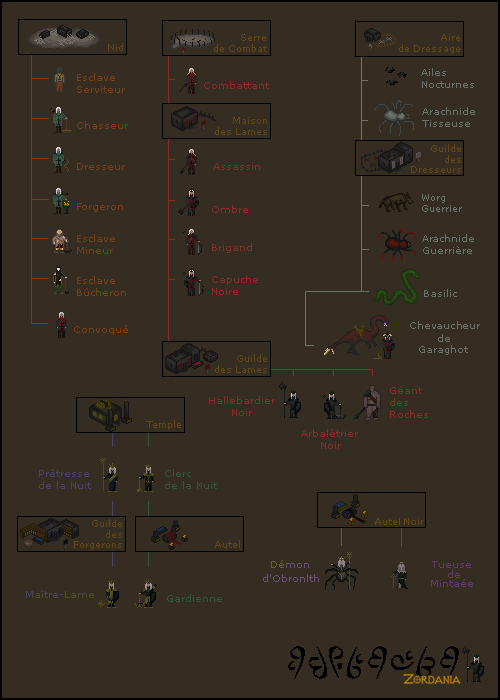 Nid
Esclave
Serviteur
Chasseur
Dresseur
Forgeron
Esclave
Mineur
Esclave
Bûcheron
Convoqué
Serre
de Combat
Combattant
Maison
des Lames
Assassin
Ombre
Brigand
Capuche
Noire
Guilde
des Lames
Hallebardier
Noir
Arbalètrier
Noir
Géant
des
Roches
Aire
de Dressage
Ailes
Nocturnes
Arachnide
Tisseuse
Guilde
des
Dresseurs
Worg
Guerrier
Arachnide
Guerrière
Basilic
Chevaucheur
de
Garaghot
Temple
Prêtresse
de la Nuit
Clerc
de la Nuit
Guilde
des
Forgerons
Autel
Maître-Lame
Gardienne
Autel Noir
Démon
d'Obronlth
Tueuse
de
Mintaée
ZORDANIA